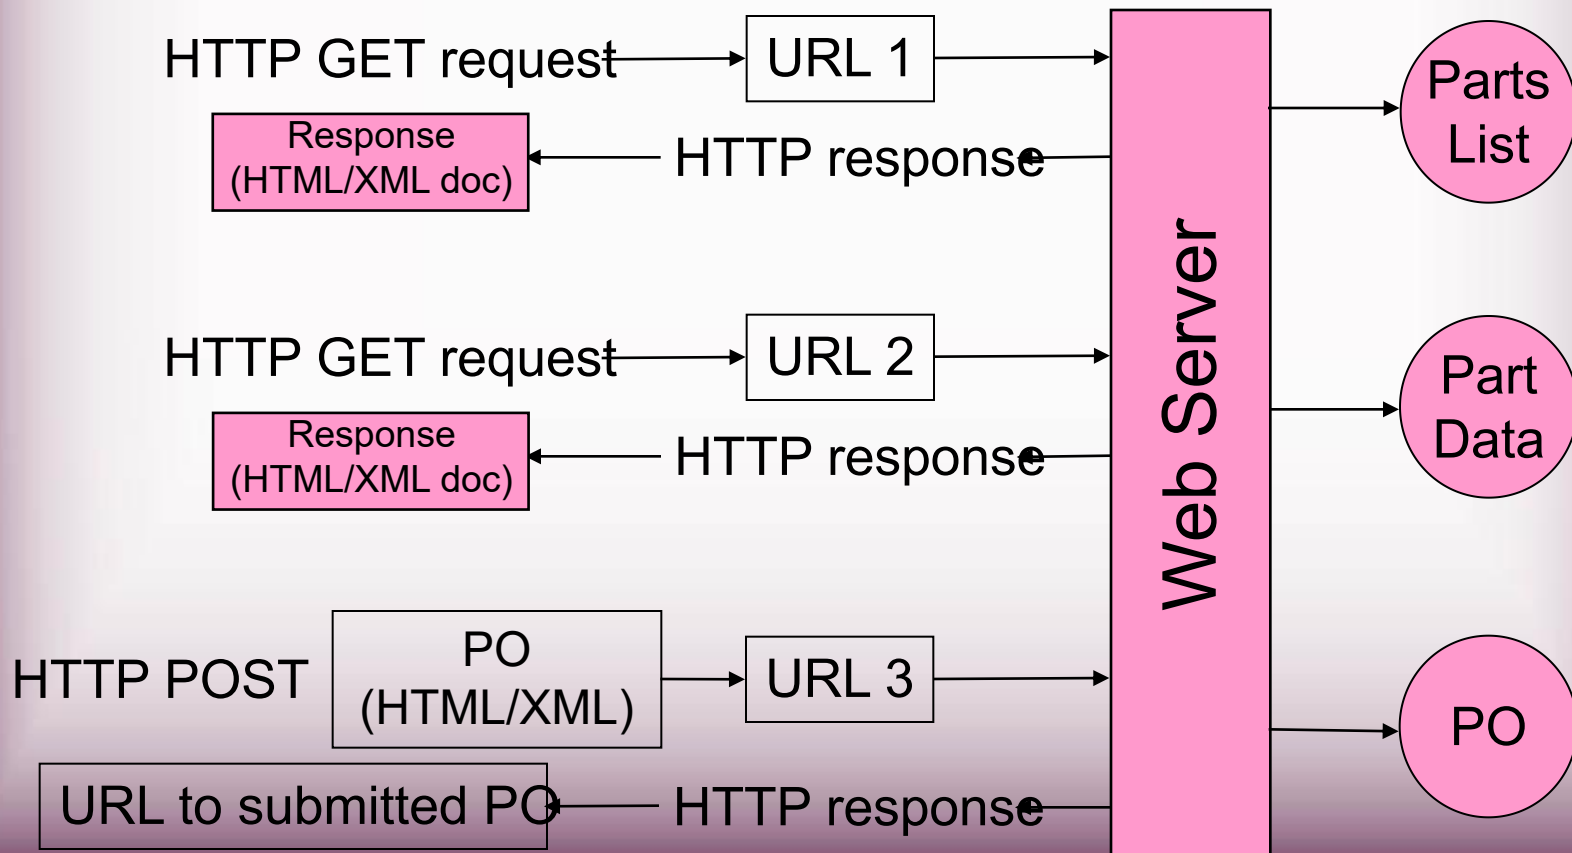 HTTP GET request
URL 1
Parts
List
Response
(HTML/XML doc)
HTTP response
Web Server
HTTP GET request
URL 2
Part
Data
Response
(HTML/XML doc)
HTTP response
HTTP POST
PO
(HTML/XML)
URL 3
PO
URL to submitted PO
HTTP response